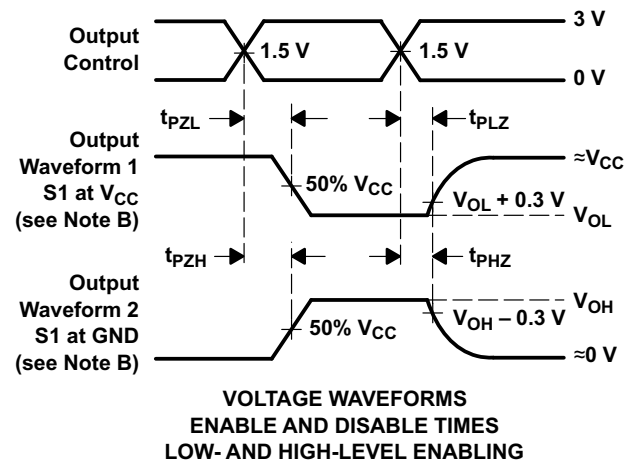 Output
Control
1.5 V
1.5 V
3 V
0 V
tPZL
tPLZ
Output
Waveform 1
S1 at VCC
(see Note B)
50% VCC
≈VCC
VOL + 0.3 V
VOL
tPZH
tPHZ
Output
Waveform 2
S1 at GND
(see Note B)
50% VCC
VOH
VOH – 0.3 V
≈0 V
VOLTAGE WAVEFORMS
ENABLE AND DISABLE TIMES
LOW- AND HIGH-LEVEL ENABLING